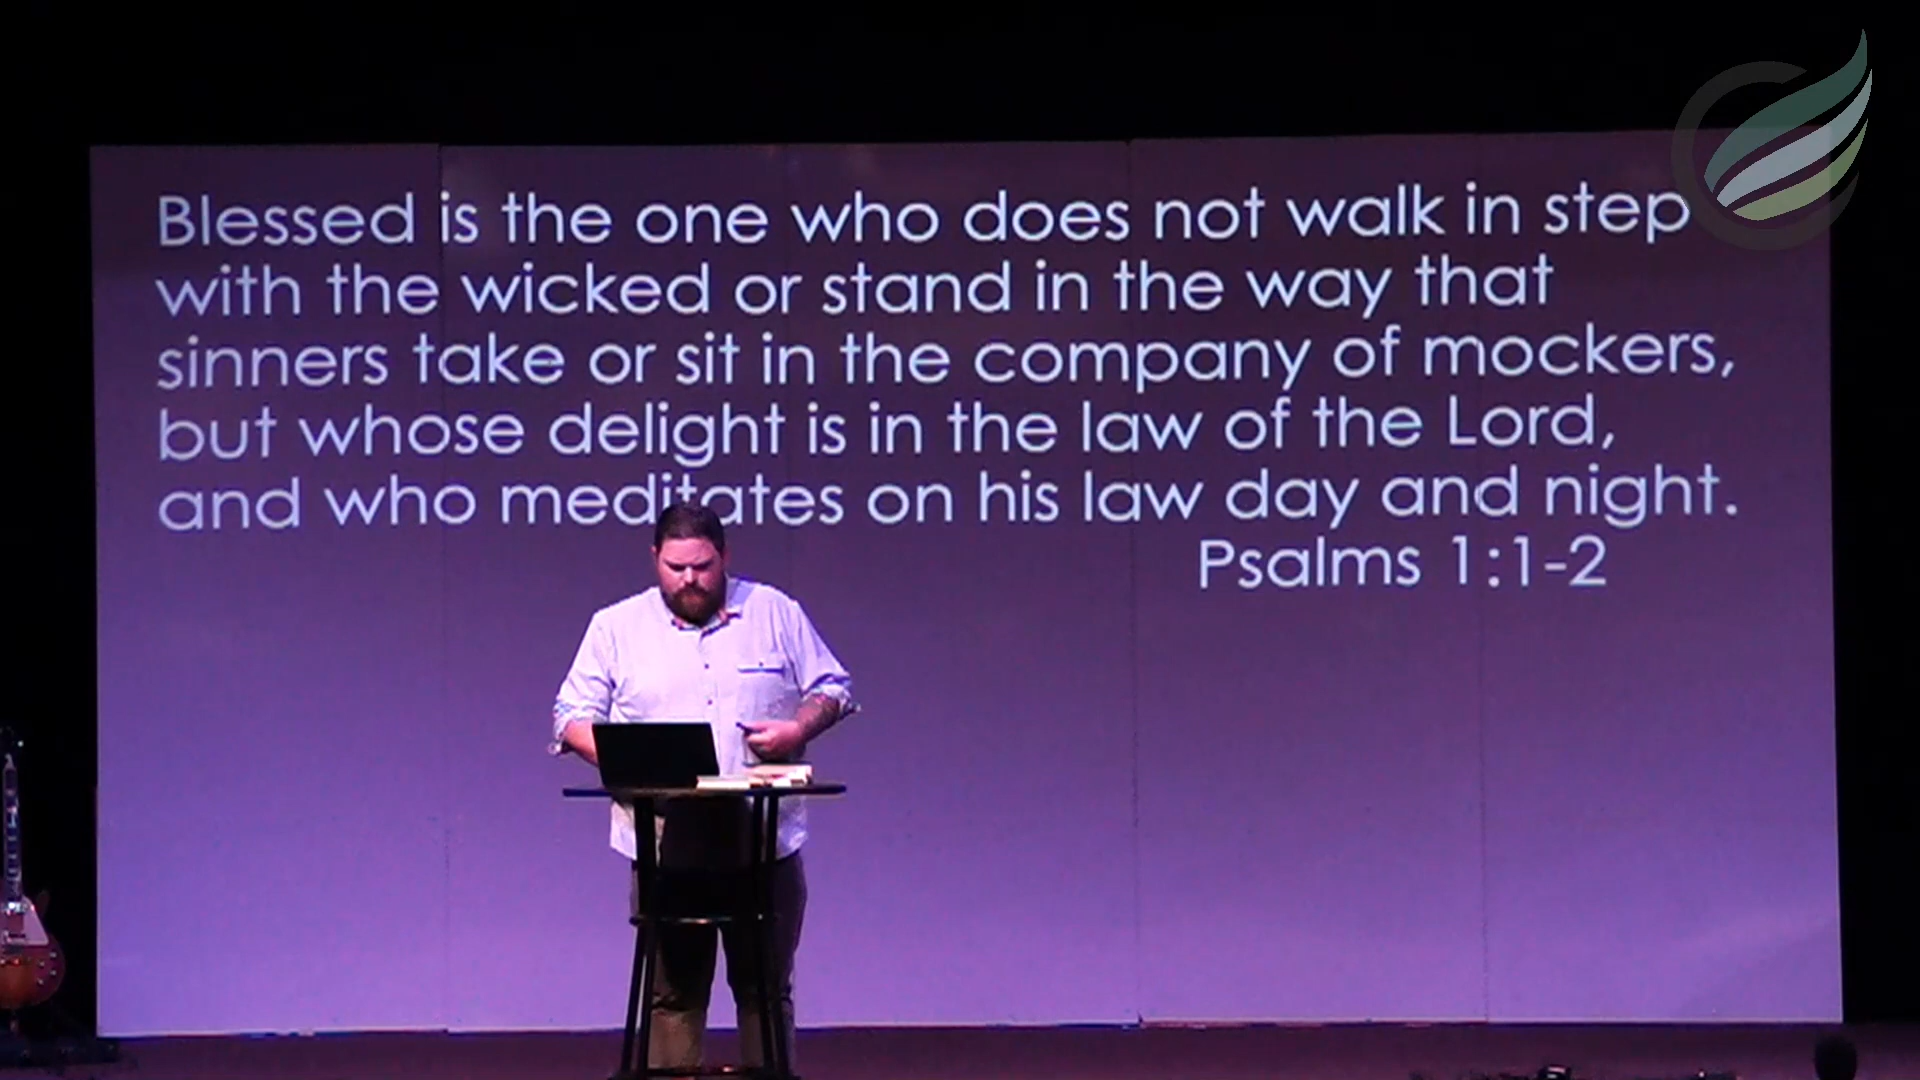 Blessed is the one who does not walk in step
with the wicked or stand in the way that
sinners take or sit in the company of mockers,
but whose delight is in the law of the Lord,
and who meditates on his law day and night.
Psalms 1:1-2